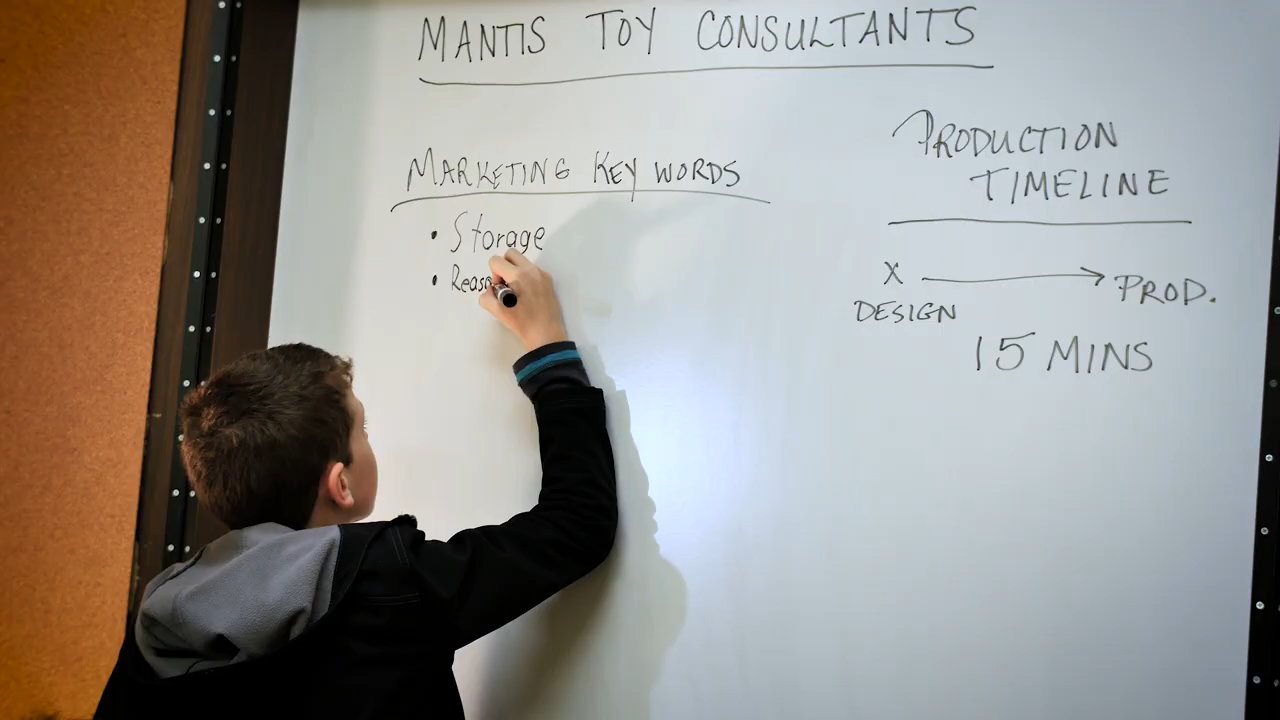 MANTIS TOY CONSULTANTS
MARKETING KEY WORDS
• Storage
•
PRODUCTION
TIMELINE
X → PROD.
DESIGN
15 MINS